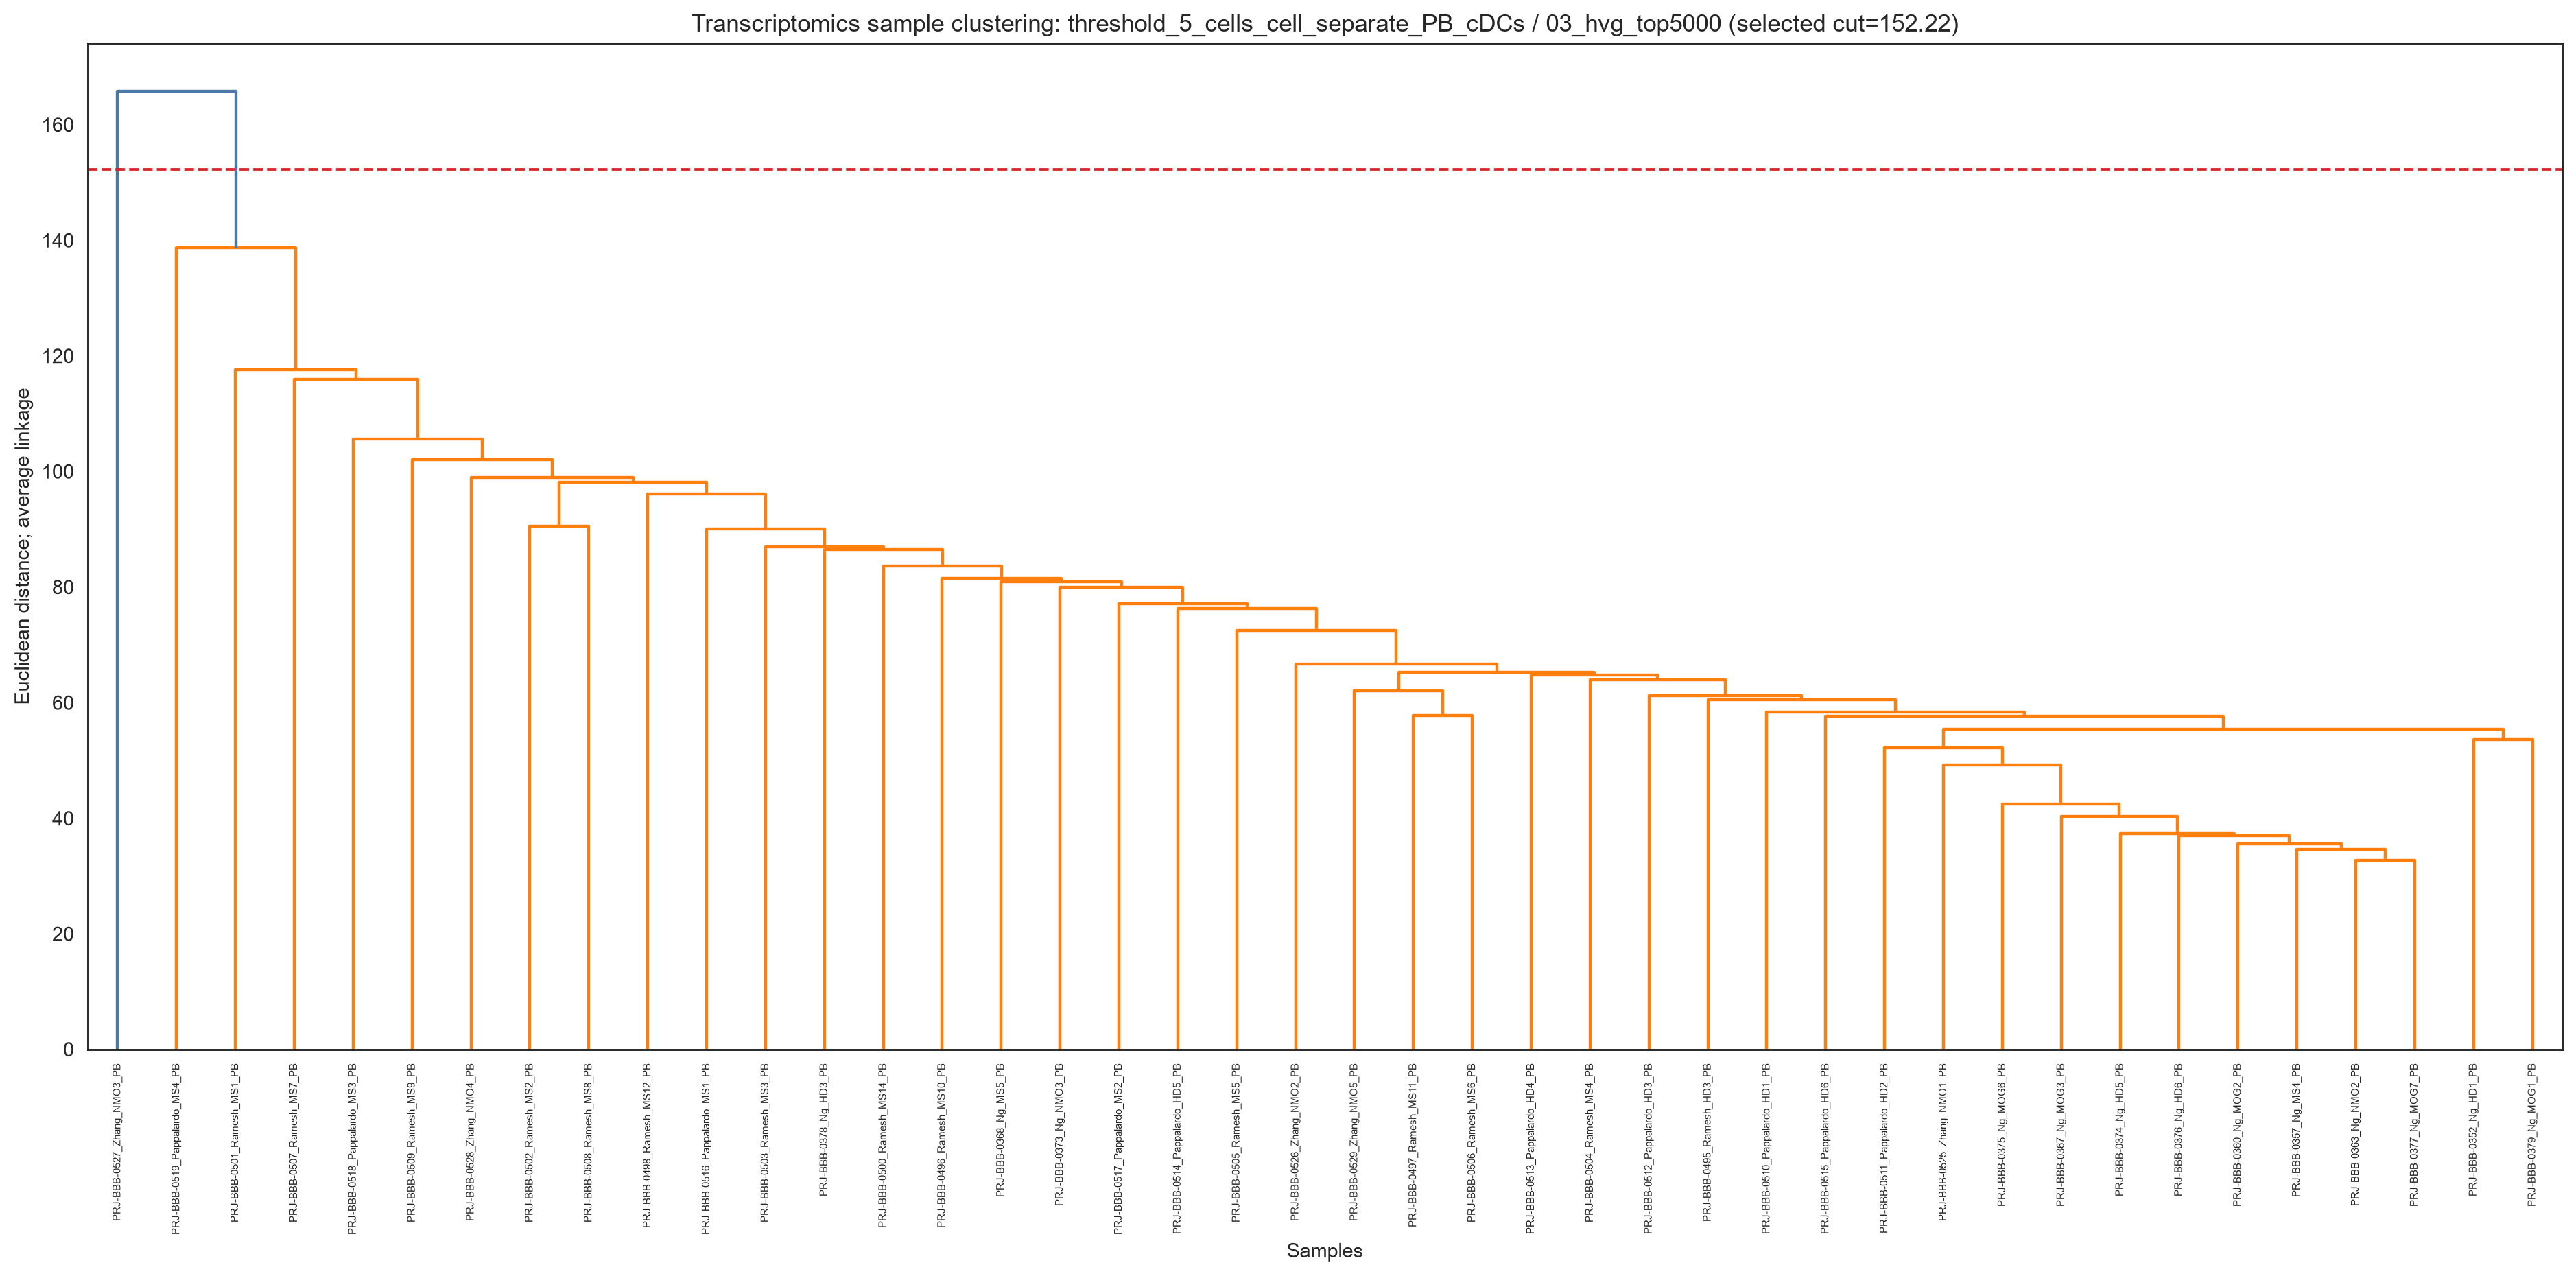 Transcriptomics sample clustering: threshold_5_cells_cell_separate_PB_cDCs / 03_hvg_top5000 (selected cut=152.22)
Euclidean distance; average linkage
160
140
120
100
80
60
40
20
0
PRJ-BBB-0527_Zhang_NMO3_PB
PRJ-BBB-0519_Pappalardo_MS4_PB
PRJ-BBB-0501_Ramesh_MS1_PB
PRJ-BBB-0507_Ramesh_MS7_PB
PRJ-BBB-0518_Pappalardo_MS3_PB
PRJ-BBB-0509_Ramesh_MS9_PB
PRJ-BBB-0528_Zhang_NMO4_PB
PRJ-BBB-0502_Ramesh_MS2_PB
PRJ-BBB-0508_Ramesh_MS8_PB
PRJ-BBB-0498_Ramesh_MS12_PB
PRJ-BBB-0516_Pappalardo_MS1_PB
PRJ-BBB-0503_Ramesh_MS3_PB
PRJ-BBB-0378_Ng_HD3_PB
PRJ-BBB-0500_Ramesh_MS14_PB
PRJ-BBB-0496_Ramesh_MS10_PB
PRJ-BBB-0368_Ng_MS5_PB
PRJ-BBB-0373_Ng_NMO3_PB
PRJ-BBB-0517_Pappalardo_MS2_PB
PRJ-BBB-0514_Pappalardo_HD5_PB
PRJ-BBB-0505_Ramesh_MS5_PB
PRJ-BBB-0526_Zhang_NMO2_PB
PRJ-BBB-0529_Zhang_NMO5_PB
PRJ-BBB-0497_Ramesh_MS11_PB
PRJ-BBB-0506_Ramesh_MS6_PB
PRJ-BBB-0513_Pappalardo_HD4_PB
PRJ-BBB-0504_Ramesh_MS4_PB
PRJ-BBB-0512_Pappalardo_HD3_PB
PRJ-BBB-0495_Ramesh_HD3_PB
PRJ-BBB-0510_Pappalardo_HD1_PB
PRJ-BBB-0515_Pappalardo_HD6_PB
PRJ-BBB-0511_Pappalardo_HD2_PB
PRJ-BBB-0525_Zhang_NMO1_PB
PRJ-BBB-0375_Ng_MOG6_PB
PRJ-BBB-0367_Ng_MOG3_PB
PRJ-BBB-0374_Ng_HD5_PB
PRJ-BBB-0376_Ng_HD6_PB
PRJ-BBB-0360_Ng_MOG2_PB
PRJ-BBB-0357_Ng_MS4_PB
PRJ-BBB-0363_Ng_NMO2_PB
PRJ-BBB-0377_Ng_MOG7_PB
PRJ-BBB-0352_Ng_HD1_PB
PRJ-BBB-0379_Ng_MOG1_PB
Samples